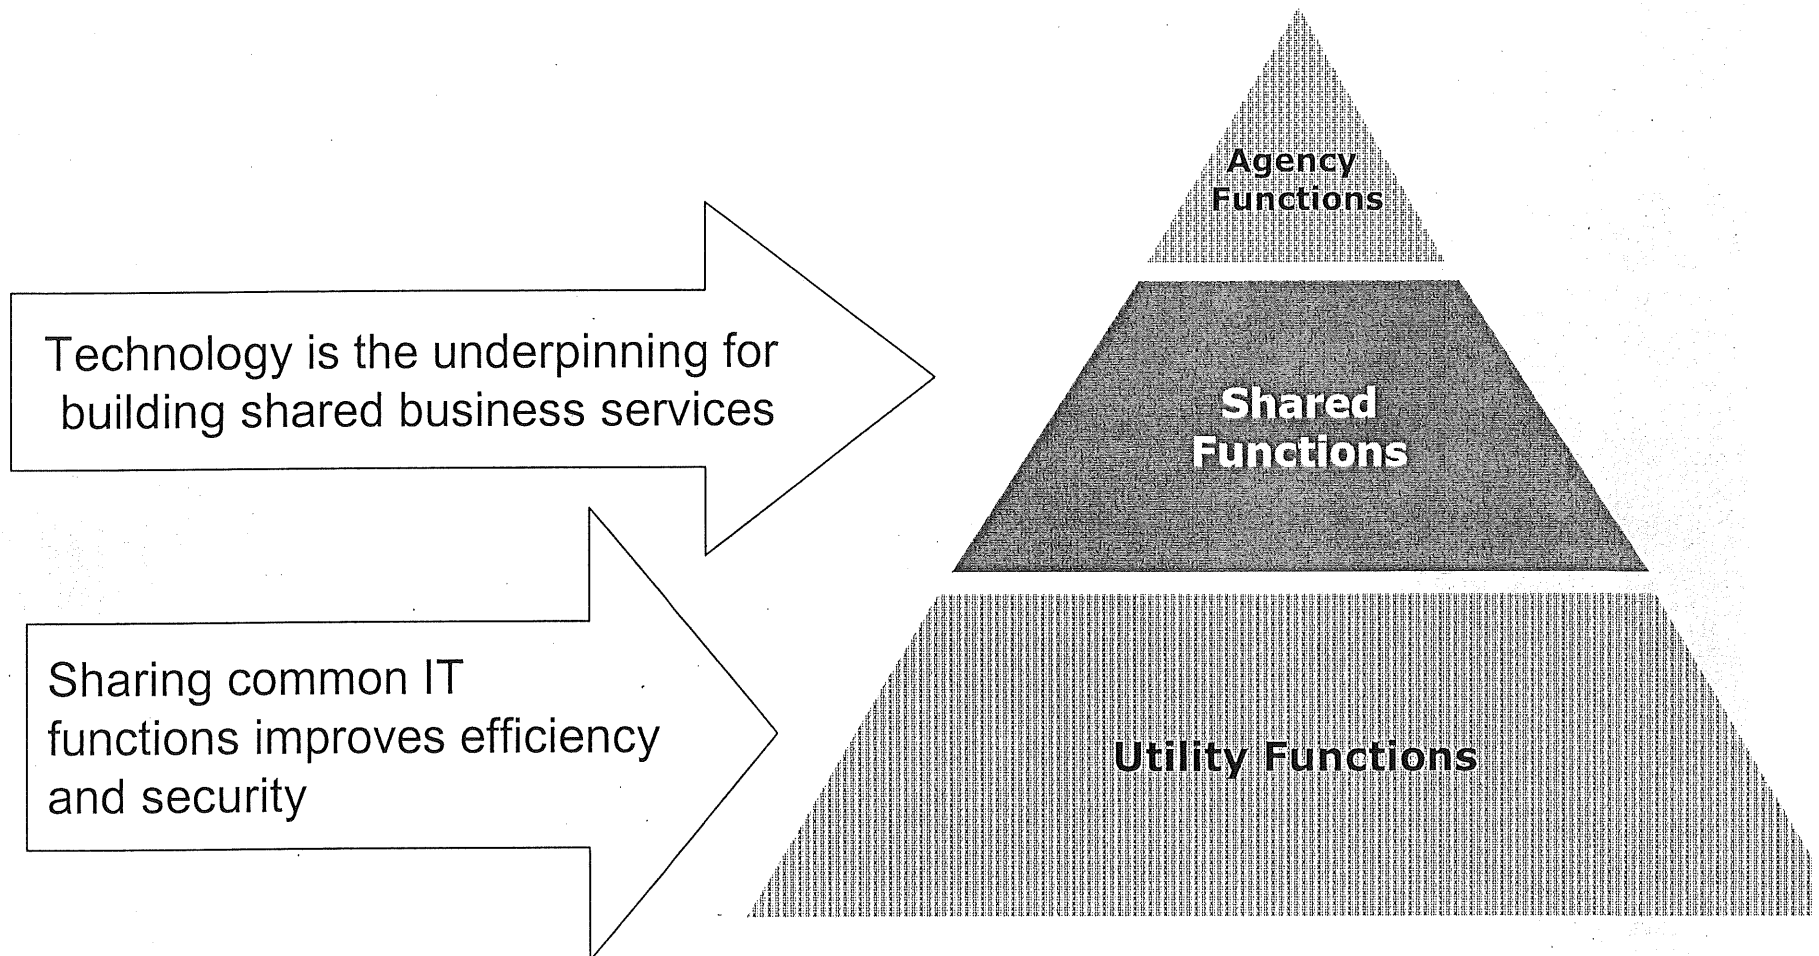 Agency
Functions
Technology is the underpinning for
building shared business services
Shared
Functions
Sharing common IT
functions improves efficiency
and security
Utility Functions